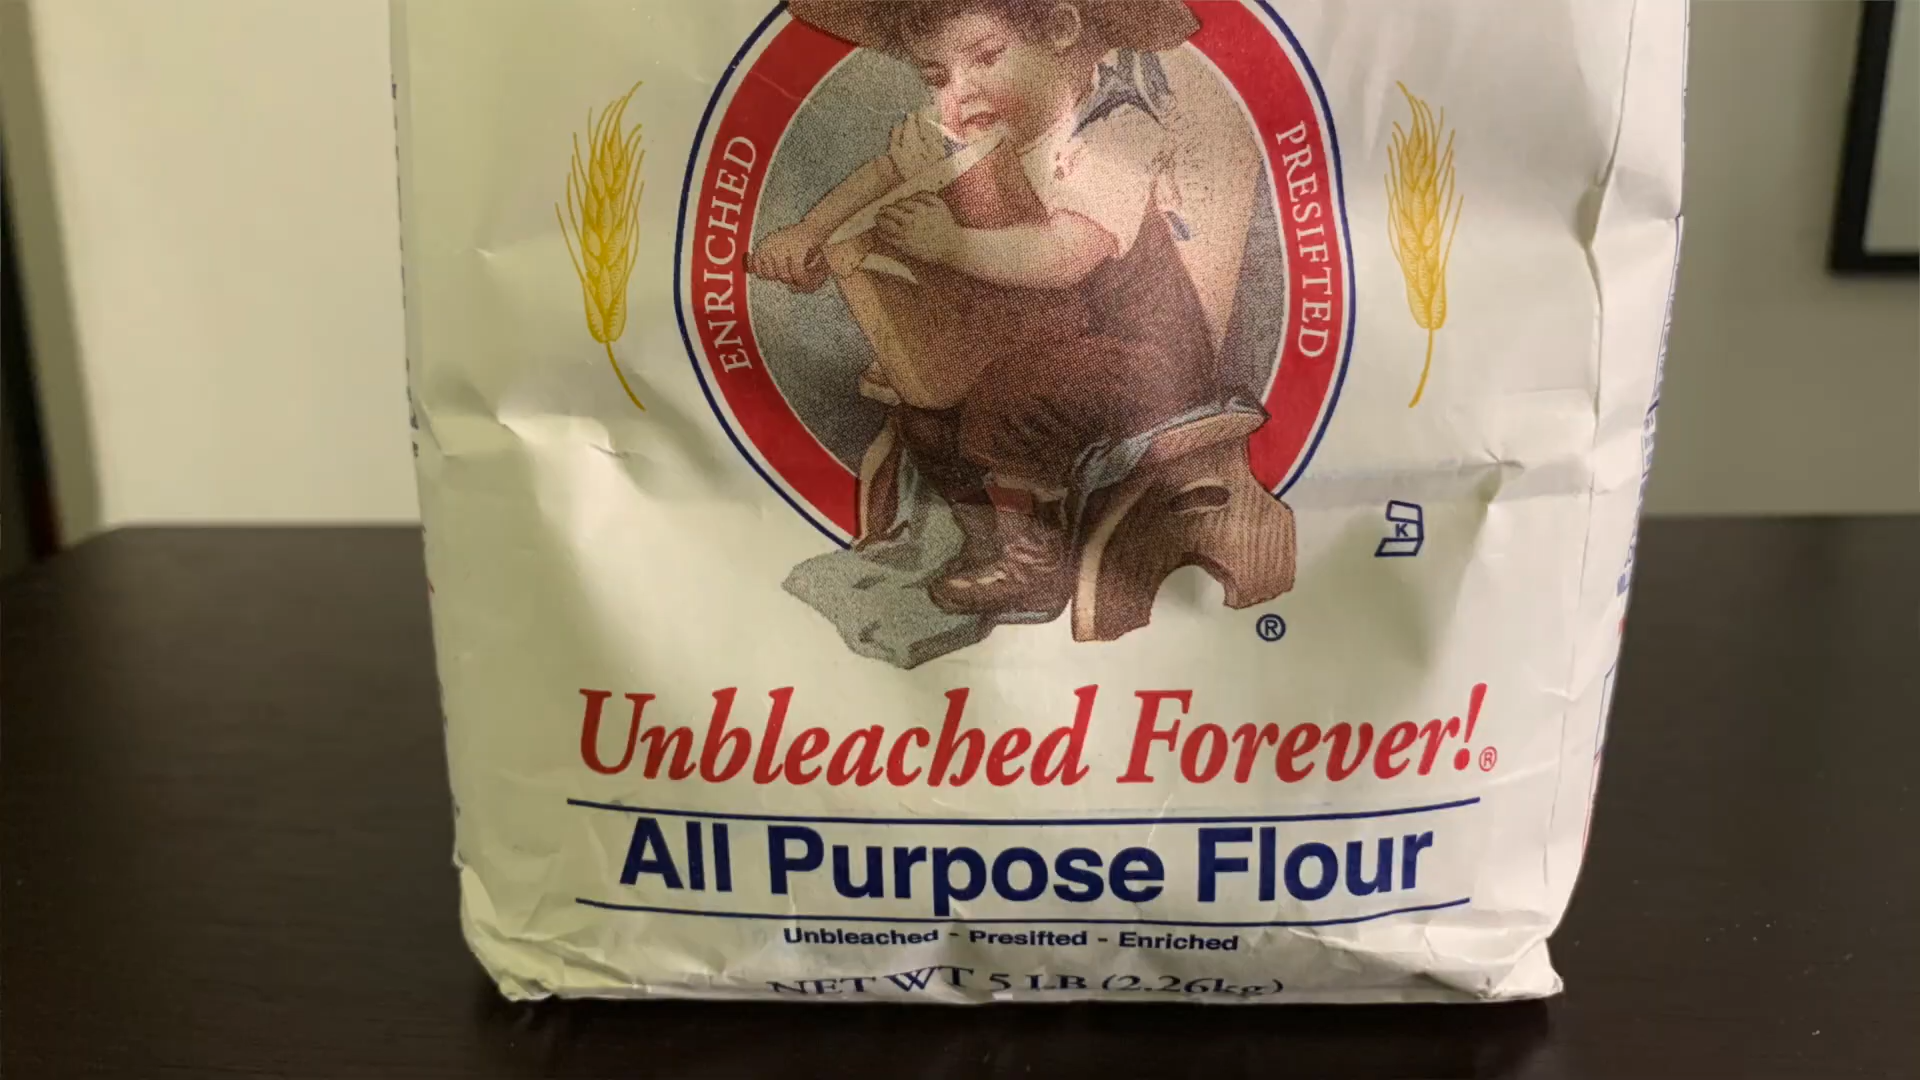 ENRICHED
PRESIFTED
K
®
Unbleached Forever!®
All Purpose Flour
Unbleached - Presifted - Enriched
NET WT 5 LB (2.26kg)